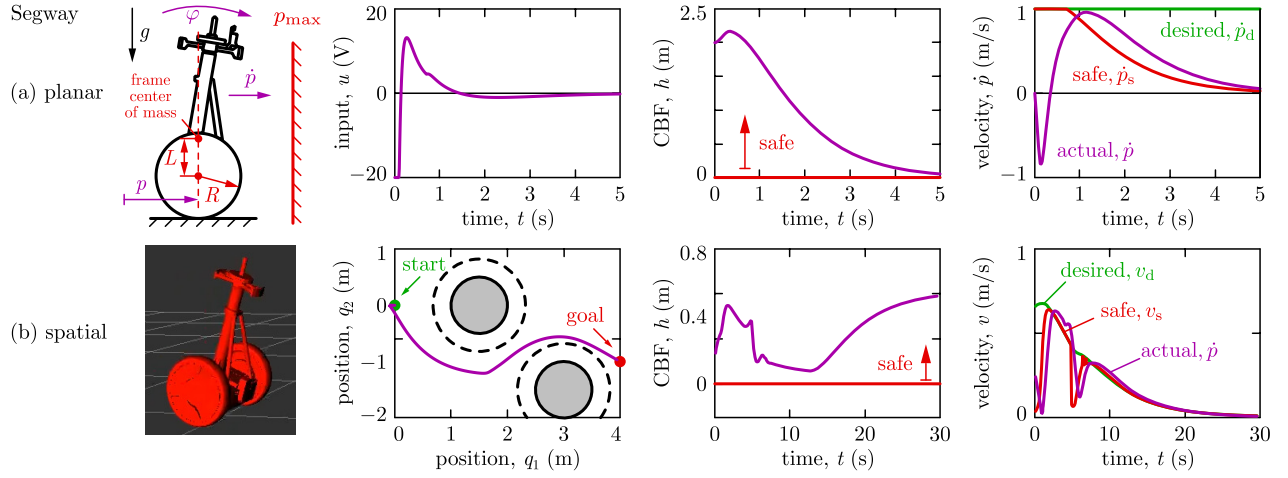 Segway
(a) planar
g
φ
p_max
frame
center
of mass
ṗ
L
p
R
input, u (V)
20
0
−20
0 1 2 3 4 5
time, t (s)
CBF, h (m)
2.5
0
safe
0 1 2 3 4 5
time, t (s)
velocity, ṗ (m/s)
1
0
−1
desired, ṗ_d
safe, ṗ_s
actual, ṗ
0 1 2 3 4 5
time, t (s)
(b) spatial
position, q₂ (m)
1
0
−1
−2
start
goal
0 1 2 3 4
position, q₁ (m)
CBF, h (m)
0.8
0.4
0
safe
0 10 20 30
time, t (s)
velocity, v (m/s)
1
0
desired, v_d
safe, v_s
actual, ṗ
0 10 20 30
time, t (s)